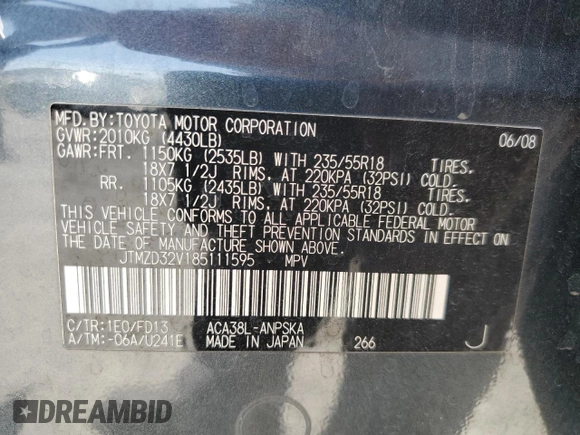 MFD.BY:TOYOTA MOTOR CORPORATION 06/08
GVWR:2010KG (4430LB)
GAWR:FRT. 1150KG (2535LB) WITH 235/55R18 TIRES.
18X7 1/2J RIMS. AT 220KPA (32PSI) COLD.
RR. 1105KG (2435LB) WITH 235/55R18 TIRES.
18X7 1/2J RIMS. AT 220KPA (32PSI) COLD.
THIS VEHICLE CONFORMS TO ALL APPLICABLE FEDERAL MOTOR
VEHICLE SAFETY AND THEFT PREVENTION STANDARDS IN EFFECT
ON THE DATE OF MANUFACTURE SHOWN ABOVE.
JTMZD32V185111595 MPV
C/TR:1E0/FD13 ACA38L-ANPSKA
A/TM:-06A/U241E MADE IN JAPAN 266 J
DREAMBID